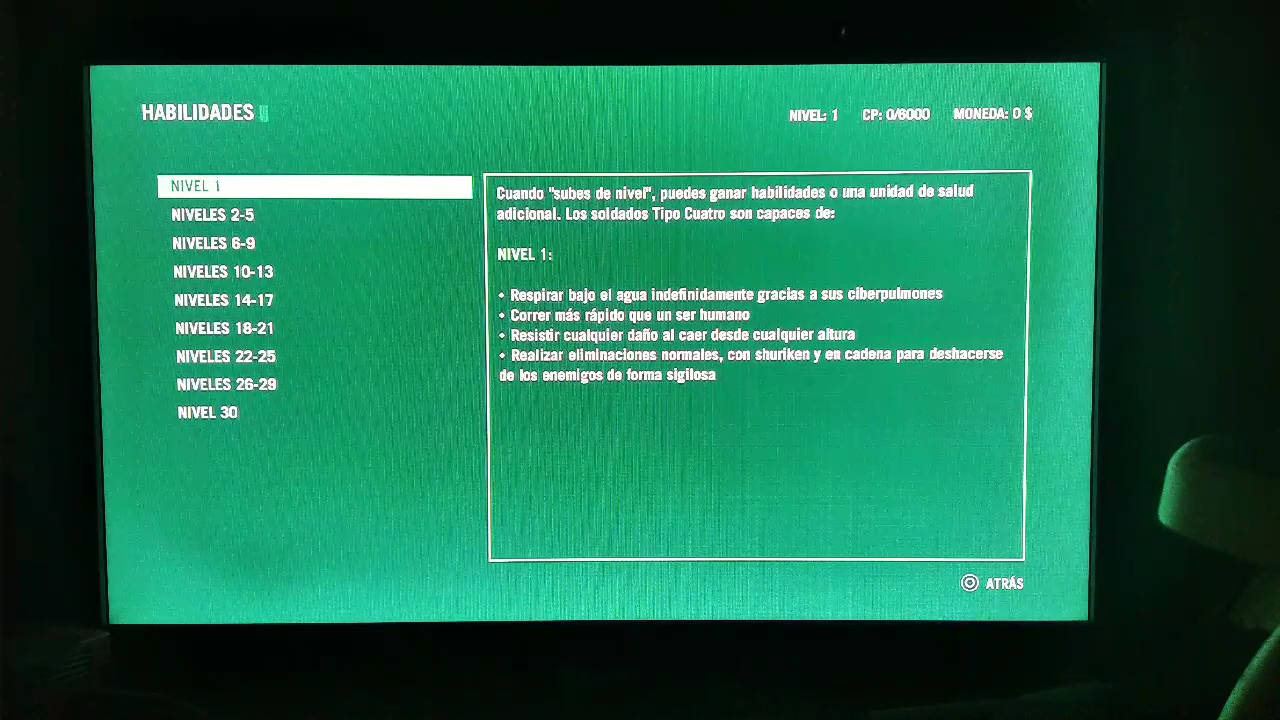 HABILIDADES
NIVEL: 1 CP: 0/6000 MONEDA: 0 $
NIVEL 1
NIVELES 2-5
NIVELES 6-9
NIVELES 10-13
NIVELES 14-17
NIVELES 18-21
NIVELES 22-25
NIVELES 26-29
NIVEL 30
Cuando "subes de nivel", puedes ganar habilidades o una unidad de salud
adicional. Los soldados Tipo Cuatro son capaces de:
NIVEL 1:
• Respirar bajo el agua indefinidamente gracias a sus ciberpulmones
• Correr más rápido que un ser humano
• Resistir cualquier daño al caer desde cualquier altura
• Realizar eliminaciones normales, con shuriken y en cadena para deshacerse
de los enemigos de forma sigilosa
ATRÁS